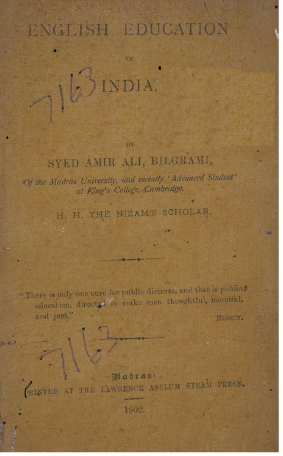 ENGLISH EDUCATION
IN
7163
INDIA.
BY
SYED AMIR ALI, BILGRAMI,
Of the Madras University, and recently 'Advanced Student'
at King's College, Cambridge.
H. H. THE NIZAM'S SCHOLAR.
"There is only one cure for public distress, and that is public
education, directed to make men thoughtful, merciful,
and just." RUSKIN.
7163
Madras:
PRINTED AT THE LAWRENCE ASYLUM STEAM PRESS.
1902.